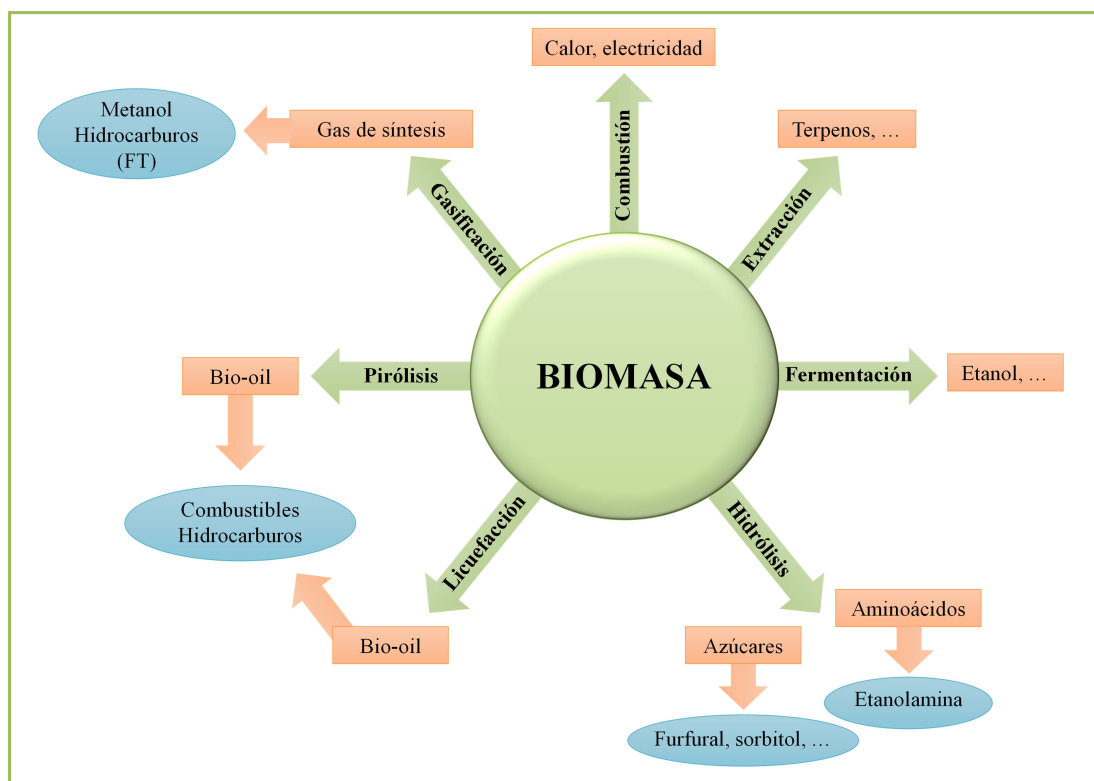 Calor, electricidad
Metanol
Hidrocarburos
(FT)
Gas de síntesis
Terpenos, …
Gasificación
Combustión
Extracción
Bio-oil
Pirólisis
BIOMASA
Fermentación
Etanol, …
Combustibles
Hidrocarburos
Licuefacción
Hidrólisis
Bio-oil
Azúcares
Aminoácidos
Etanolamina
Furfural, sorbitol, …